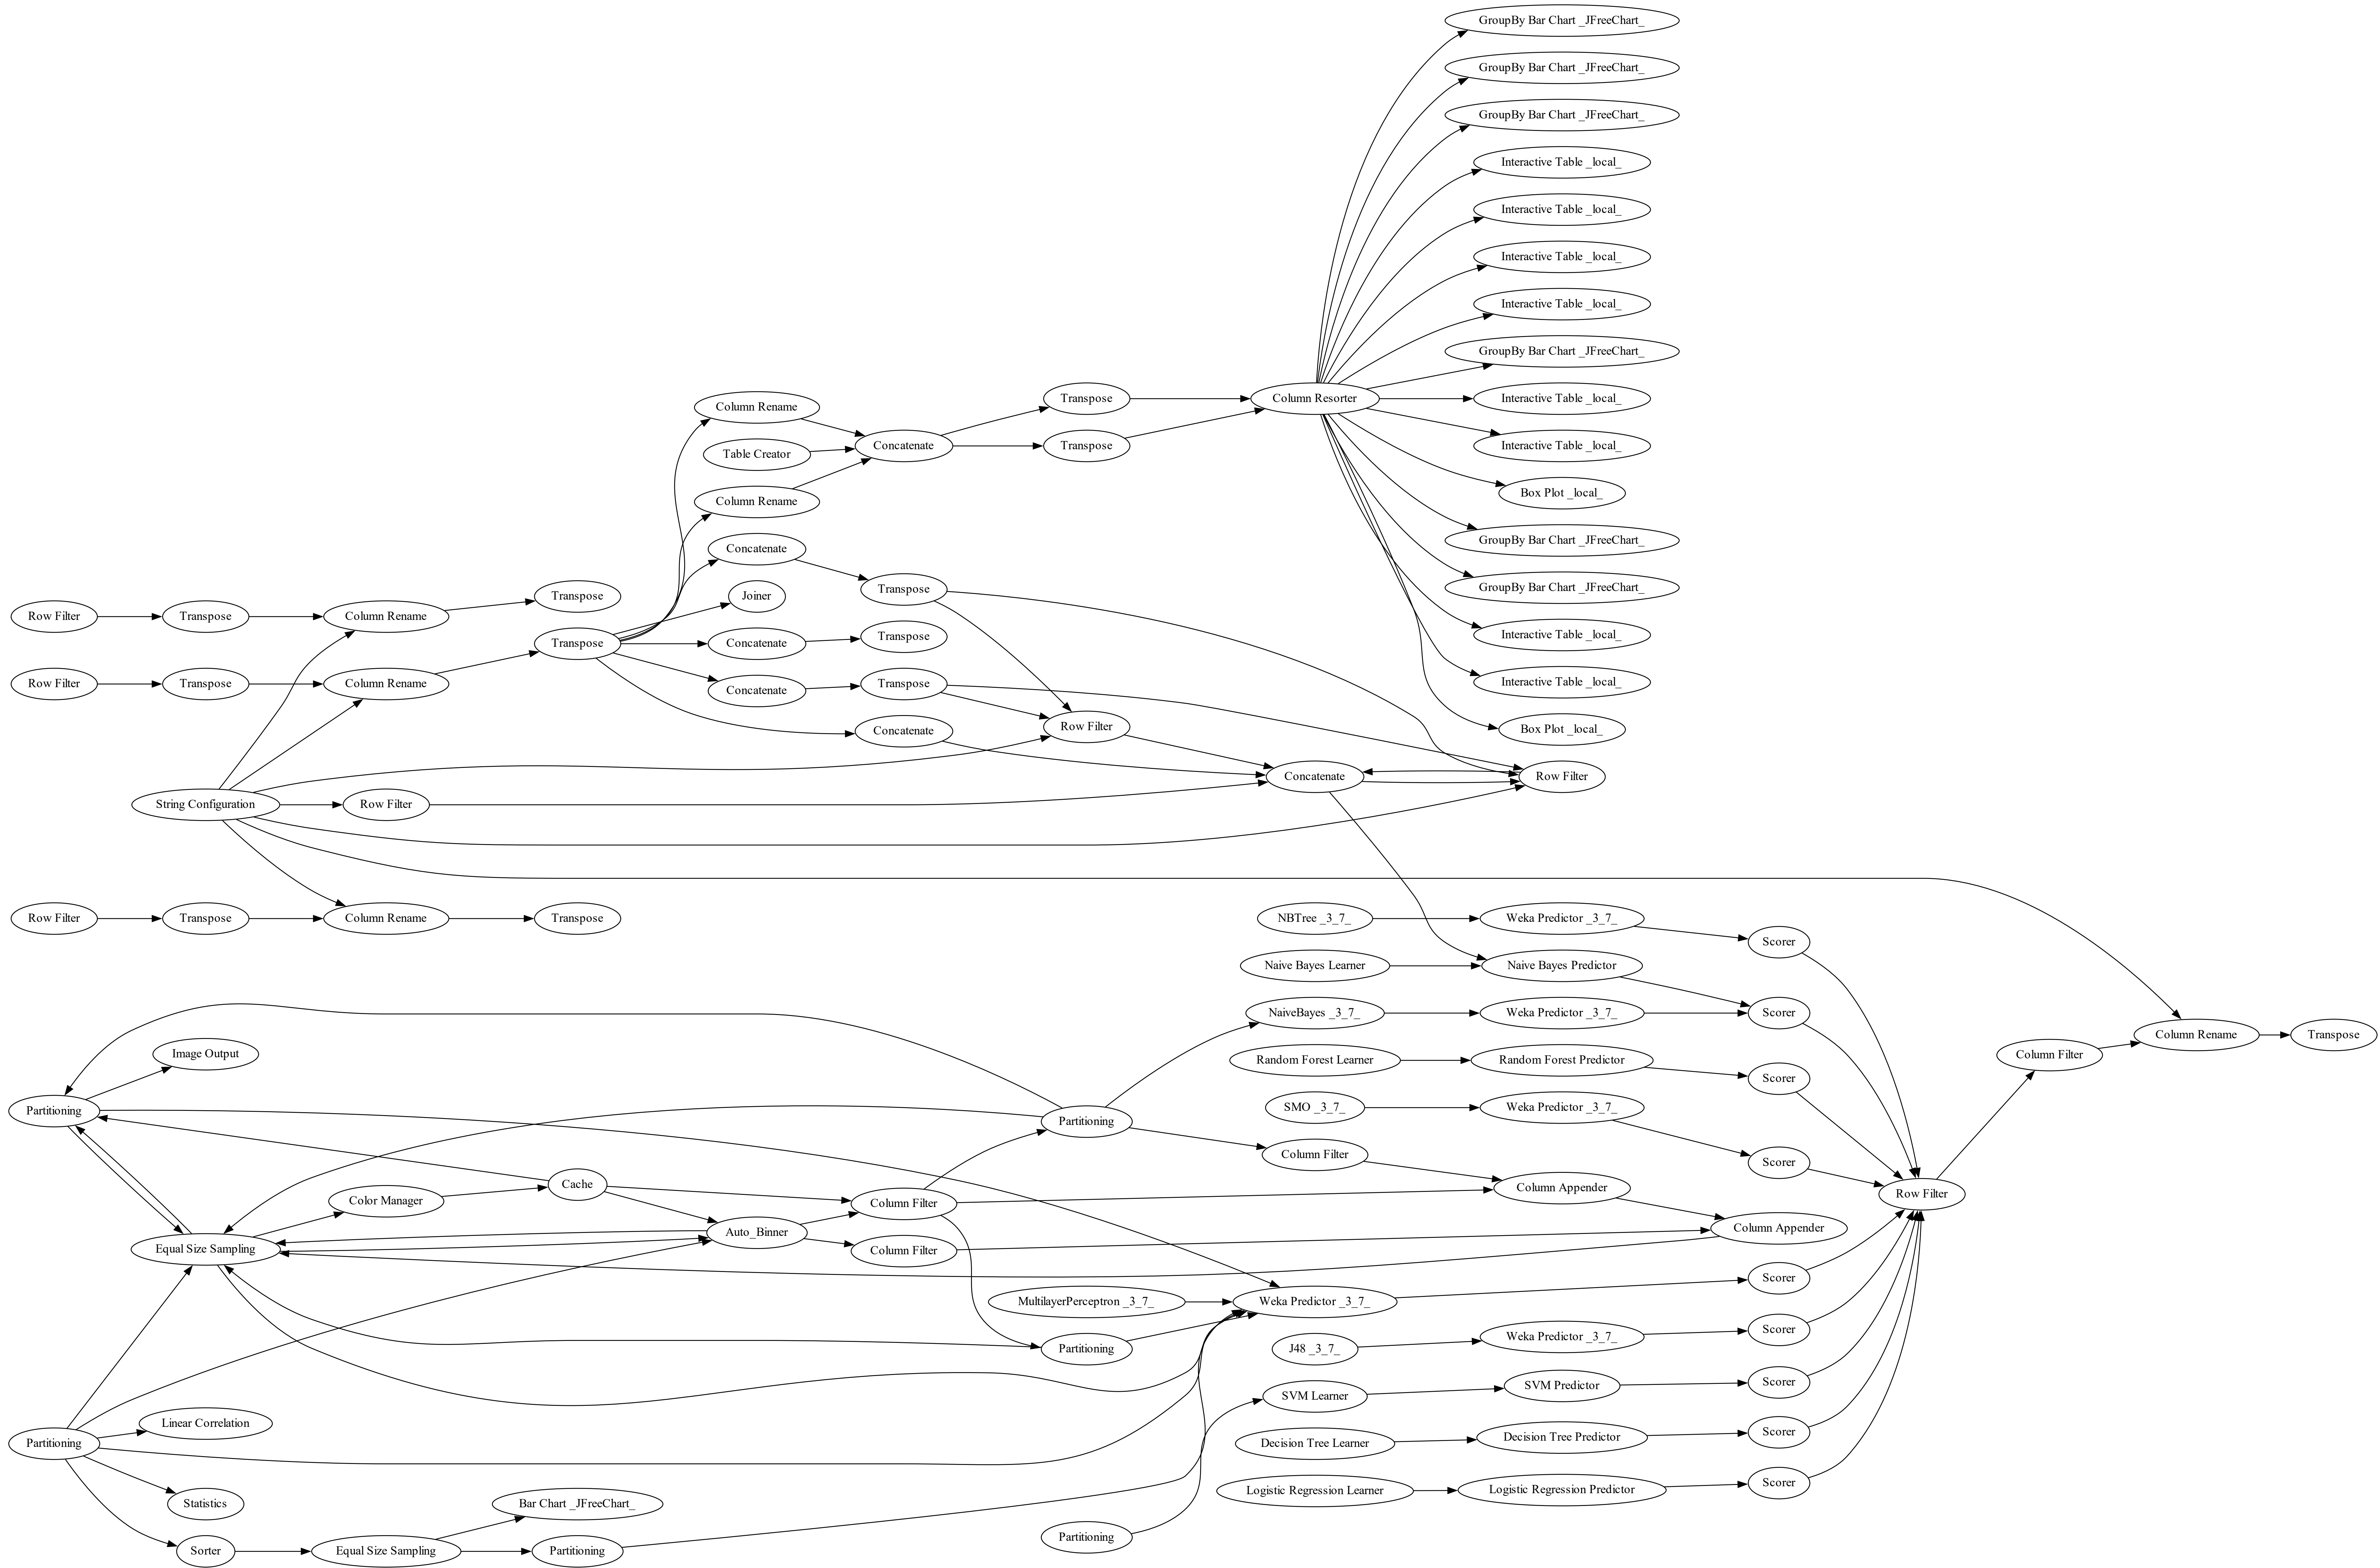 GroupBy Bar Chart _JFreeChart_
GroupBy Bar Chart _JFreeChart_
GroupBy Bar Chart _JFreeChart_
Interactive Table _local_
Interactive Table _local_
Interactive Table _local_
Interactive Table _local_
GroupBy Bar Chart _JFreeChart_
Column Rename
Transpose
Column Resorter
Interactive Table _local_
Table Creator
Concatenate
Transpose
Interactive Table _local_
Column Rename
Box Plot _local_
Concatenate
GroupBy Bar Chart _JFreeChart_
Row Filter
Transpose
Column Rename
Transpose
Joiner
Transpose
GroupBy Bar Chart _JFreeChart_
Transpose
Concatenate
Transpose
Interactive Table _local_
Row Filter
Transpose
Column Rename
Concatenate
Transpose
Interactive Table _local_
Concatenate
Row Filter
Box Plot _local_
String Configuration
Row Filter
Concatenate
Row Filter
Row Filter
Transpose
Column Rename
Transpose
NBTree _3_7_
Weka Predictor _3_7_
Scorer
Naive Bayes Learner
Naive Bayes Predictor
NaiveBayes _3_7_
Weka Predictor _3_7_
Scorer
Image Output
Random Forest Learner
Random Forest Predictor
Scorer
Column Filter
Column Rename
Transpose
Partitioning
Partitioning
SMO _3_7_
Weka Predictor _3_7_
Scorer
Column Filter
Color Manager
Cache
Column Filter
Column Appender
Row Filter
Equal Size Sampling
Auto_Binner
Column Filter
Column Appender
MultilayerPerceptron _3_7_
Weka Predictor _3_7_
Scorer
Partitioning
J48 _3_7_
Weka Predictor _3_7_
Scorer
SVM Learner
SVM Predictor
Scorer
Partitioning
Linear Correlation
Decision Tree Learner
Decision Tree Predictor
Scorer
Statistics
Bar Chart _JFreeChart_
Logistic Regression Learner
Logistic Regression Predictor
Scorer
Sorter
Equal Size Sampling
Partitioning
Partitioning